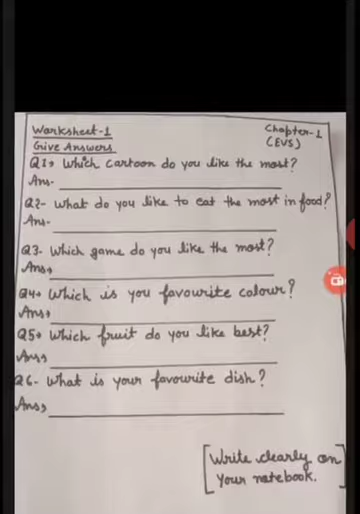 Worksheet-1
Chapter-1
Give Answers
(EVS)
Q1→ Which cartoon do you like the most?
Ans-
Q2- What do you like to eat the most in food?
Ans-
Q3- Which game do you like the most?
Ans→
Q4→ Which is you favourite colour?
Ans→
Q5→ Which fruit do you like best?
Ans→
Q6- What is your favourite dish?
Ans→
[Write clearly on
your notebook.]